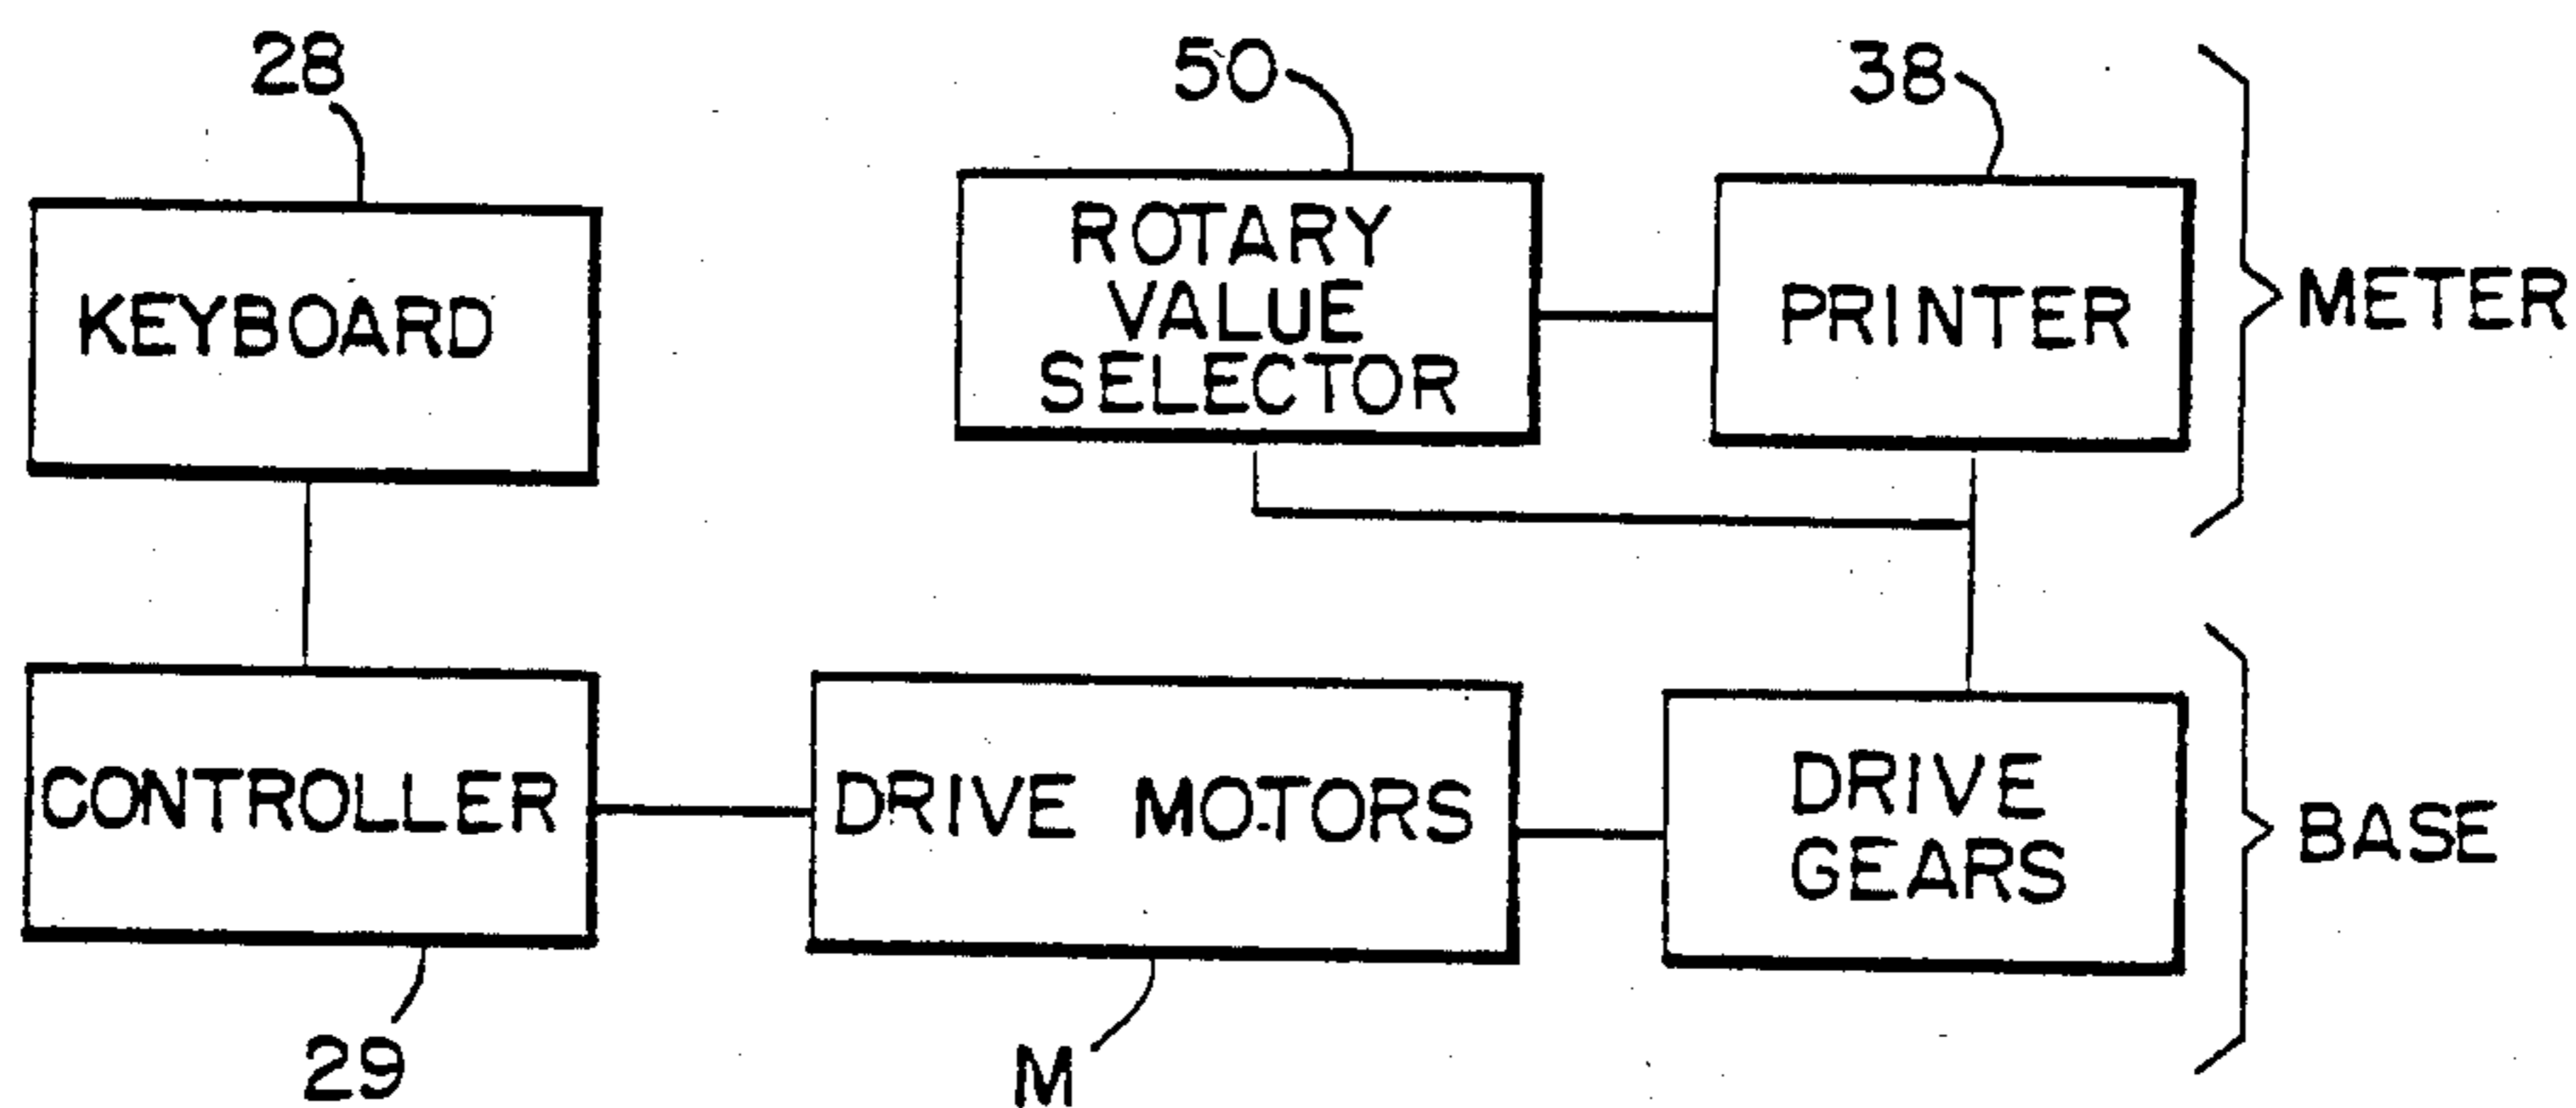 28
50
38
KEYBOARD
ROTARY
VALUE
SELECTOR
PRINTER
METER
CONTROLLER
DRIVE MOTORS
DRIVE
GEARS
BASE
29
M